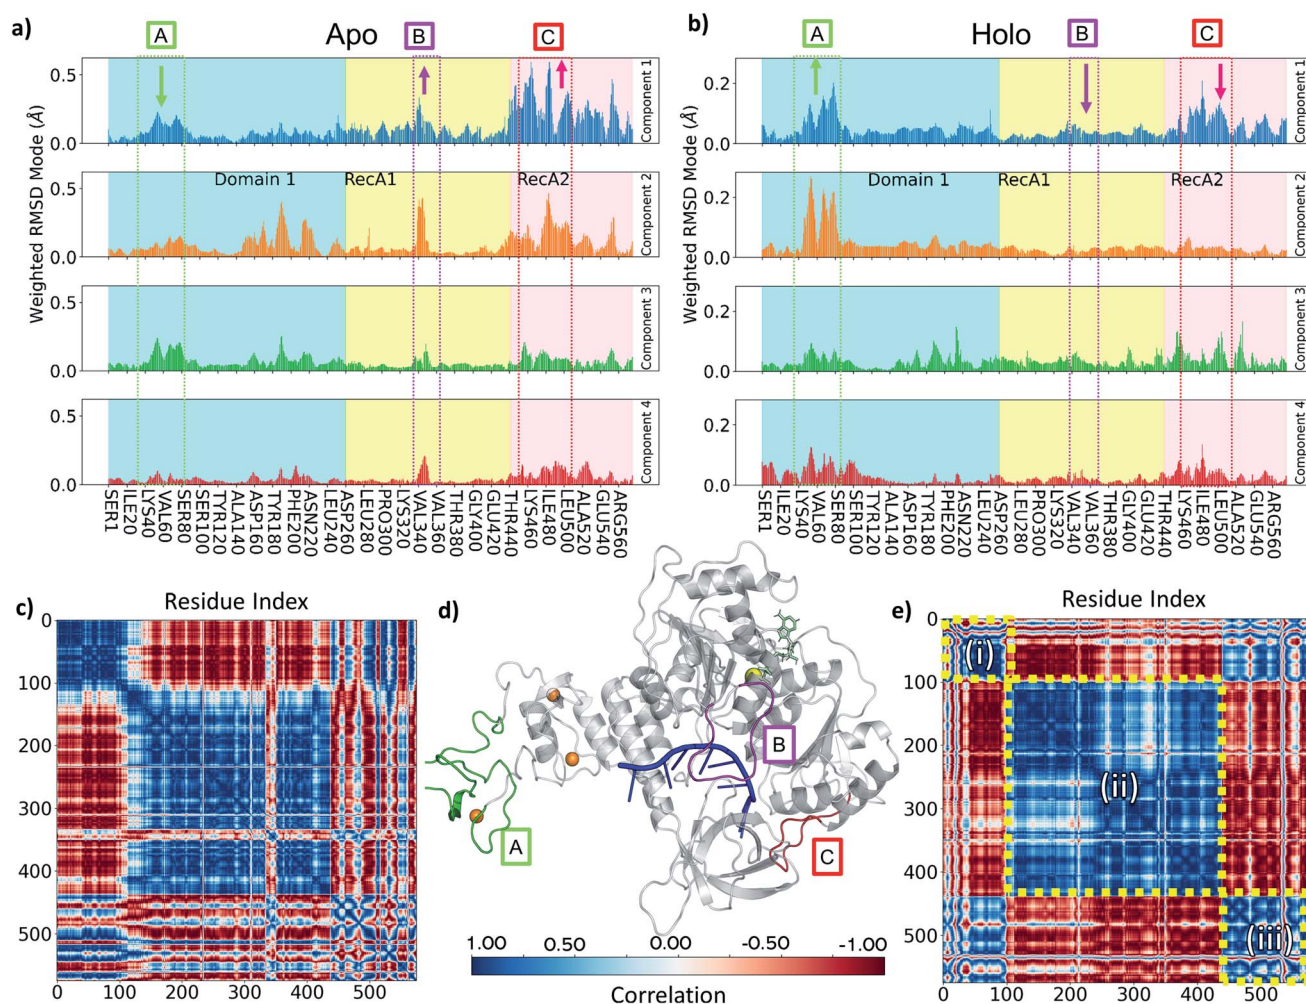 a)
A
Apo
B
C
Weighted RMSD Mode (Å)
0.5
0.0
Component 1
0.5
0.0
Domain 1
RecA1
RecA2
Component 2
0.5
0.0
Component 3
0.5
0.0
Component 4
SER1
ILE20
LYS40
VAL60
SER80
SER100
TYR120
ALA140
ASP160
TYR180
PHE200
ASN220
LEU240
ASP260
LEU280
PRO300
LYS320
VAL340
VAL360
THR380
GLY400
GLU420
THR440
LYS460
ILE480
LEU500
ALA520
GLU540
ARG560
b)
A
Holo
B
C
Weighted RMSD Mode (Å)
0.2
0.0
Component 1
0.2
0.0
Domain 1
RecA1
RecA2
Component 2
0.2
0.0
Component 3
0.2
0.0
Component 4
SER1
ILE20
LYS40
VAL60
SER80
SER100
TYR120
ALA140
ASP160
TYR180
PHE200
ASN220
LEU240
ASP260
LEU280
PRO300
LYS320
VAL340
VAL360
THR380
GLY400
GLU420
THR440
LYS460
ILE480
LEU500
ALA520
GLU540
ARG560
c)
Residue Index
0
100
200
300
400
500
0 100 200 300 400 500
d)
A
B
C
1.00 0.50 0.00 -0.50 -1.00
Correlation
e)
Residue Index
0
100
200
300
400
500
(i)
(ii)
(iii)
0 100 200 300 400 500